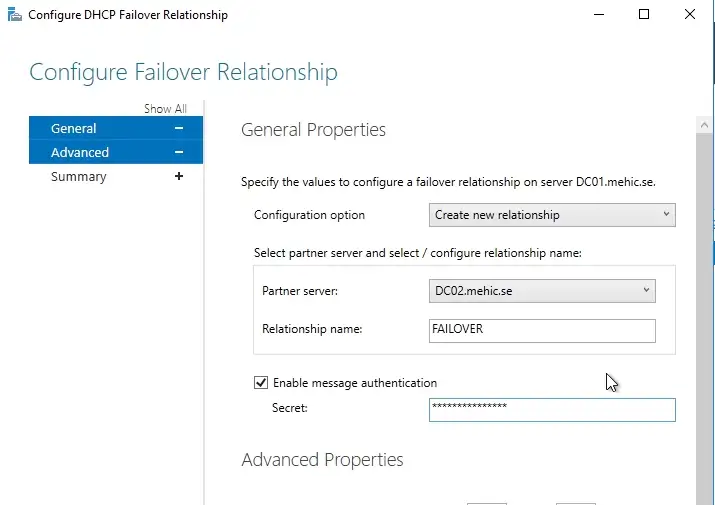 Configure DHCP Failover Relationship
Configure Failover Relationship
Show All
General
Advanced
Summary
General Properties
Specify the values to configure a failover relationship on server DC01.mehic.se.
Configuration option
Create new relationship
Select partner server and select / configure relationship name:
Partner server:
DC02.mehic.se
Relationship name:
FAILOVER
Enable message authentication
Secret:
***************
Advanced Properties